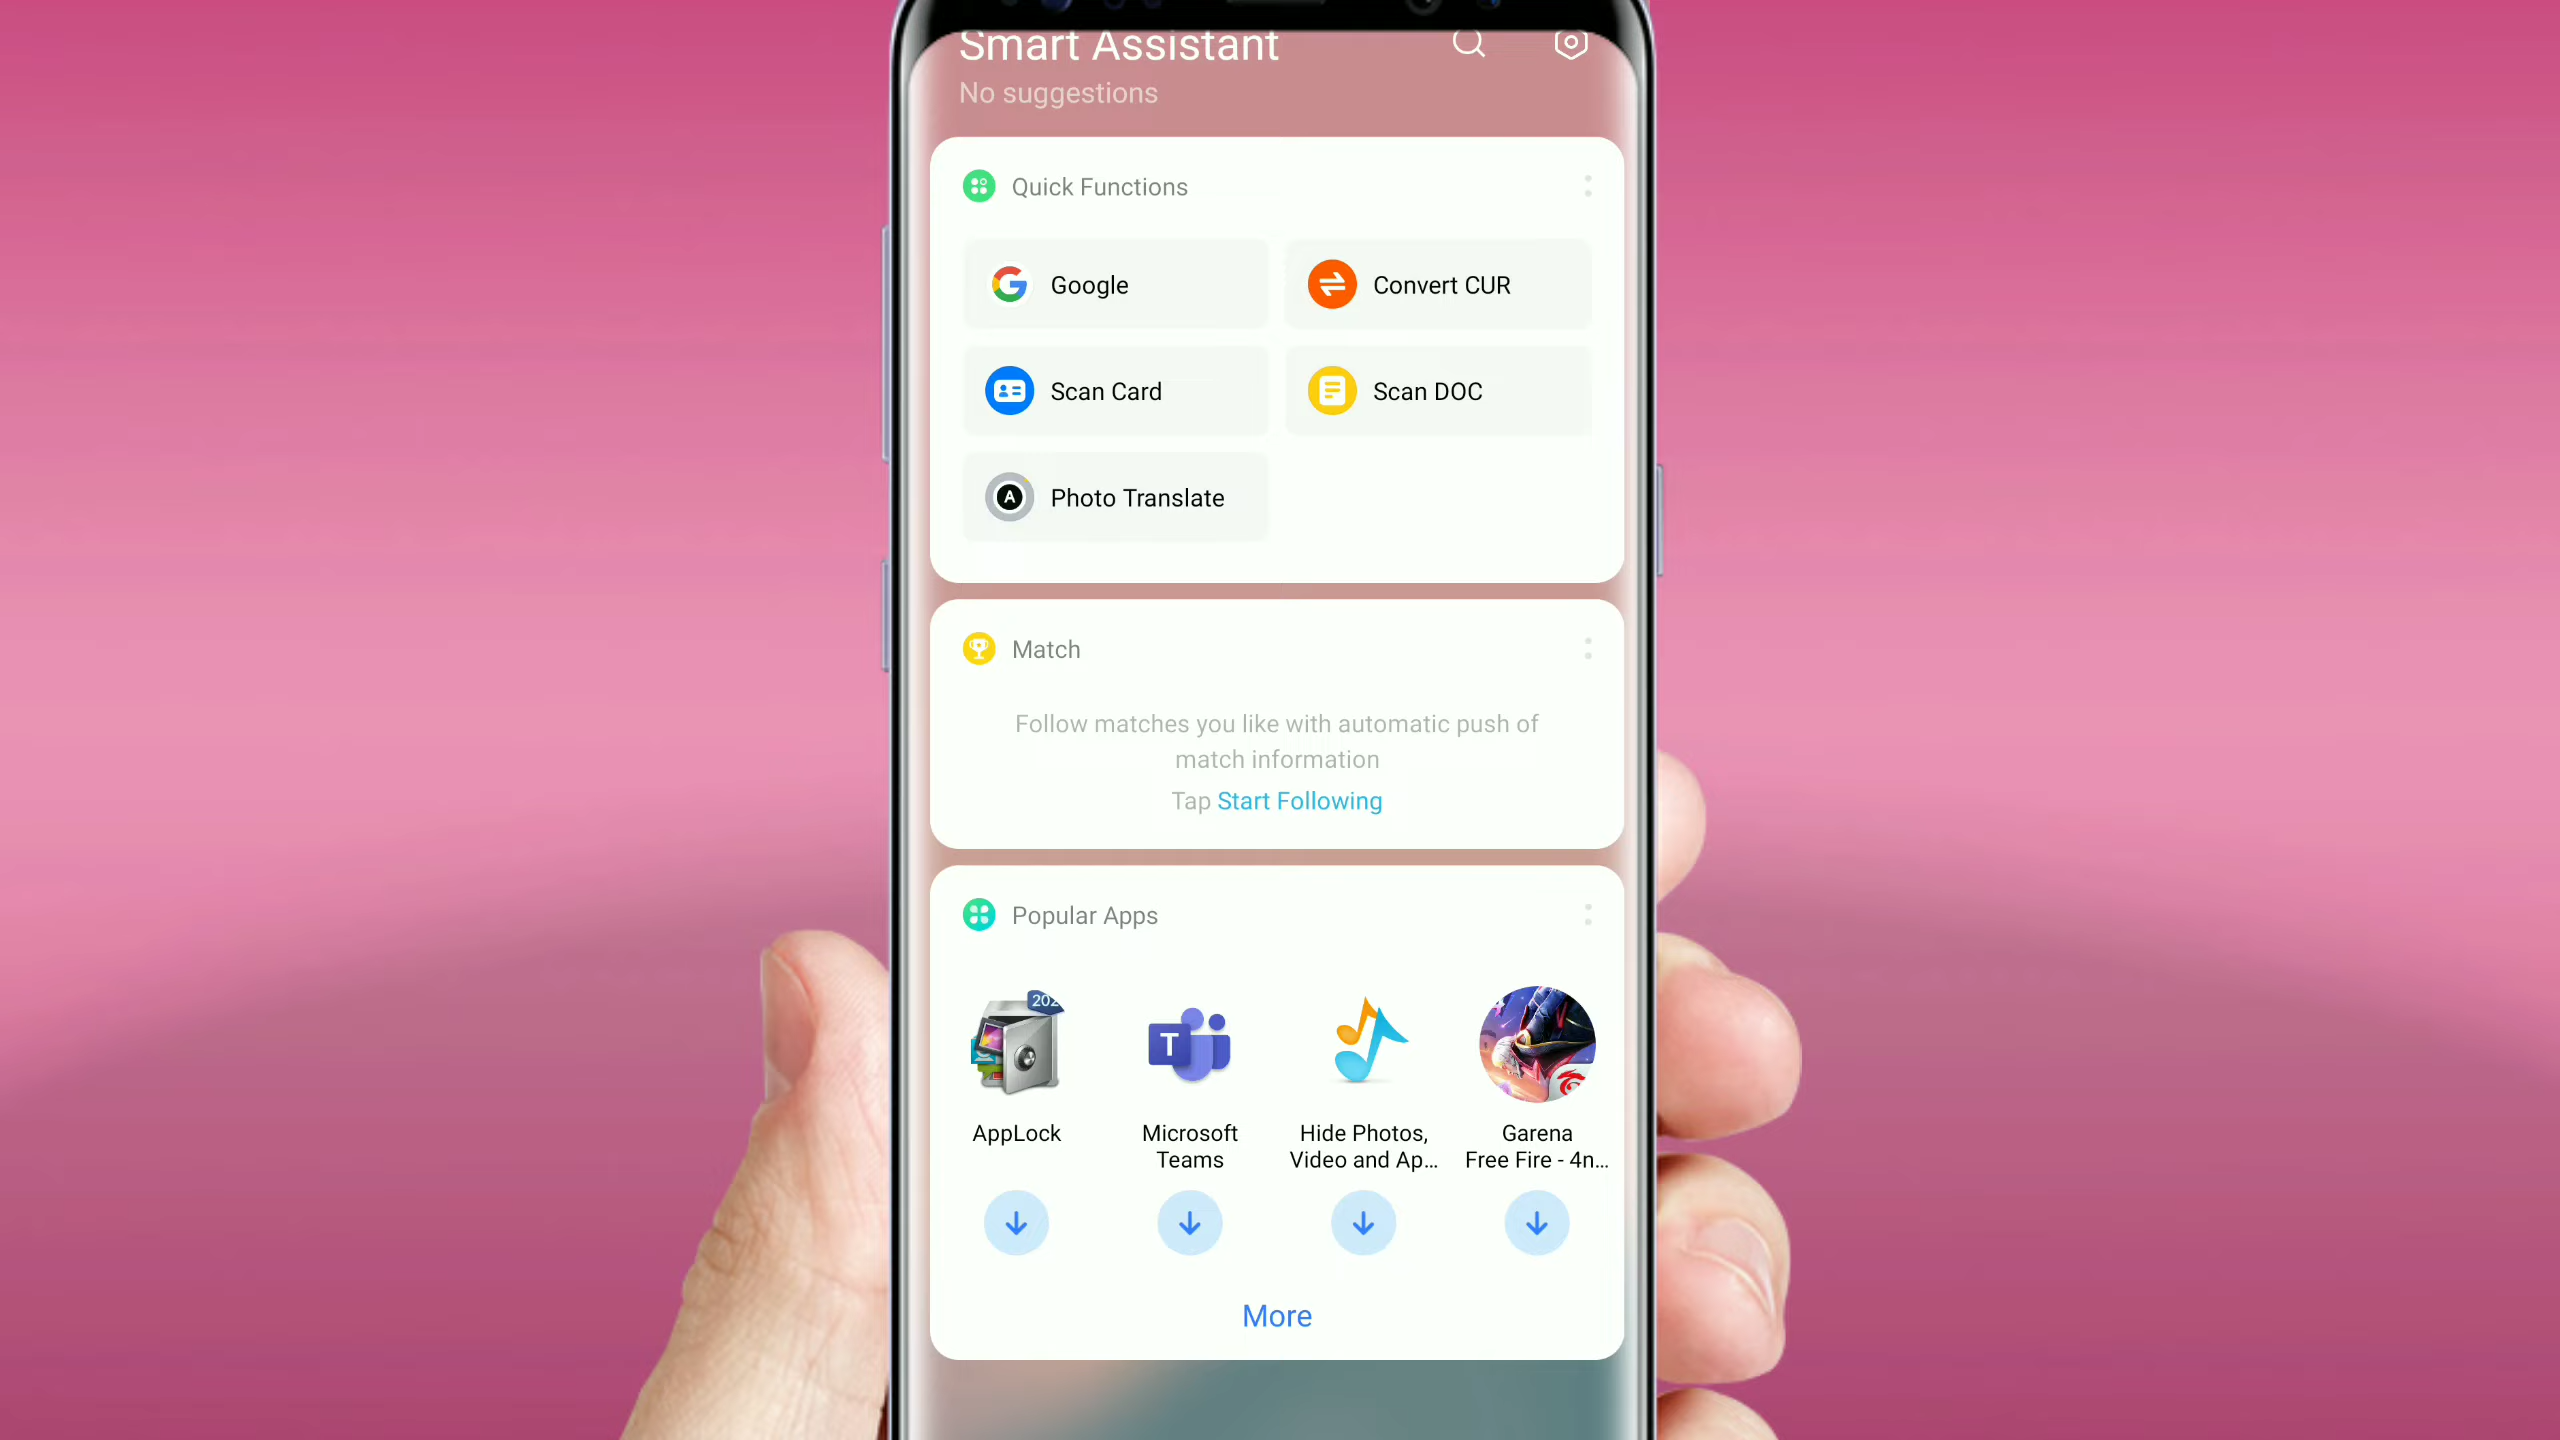 Smart Assistant
No suggestions
Quick Functions
Google
Convert CUR
Scan Card
Scan DOC
A
Photo Translate
Match
Follow matches you like with automatic push of
match information
Tap Start Following
Popular Apps
202
T
AppLock
Microsoft
Teams
Hide Photos,
Video and Ap...
Garena
Free Fire - 4n...
More